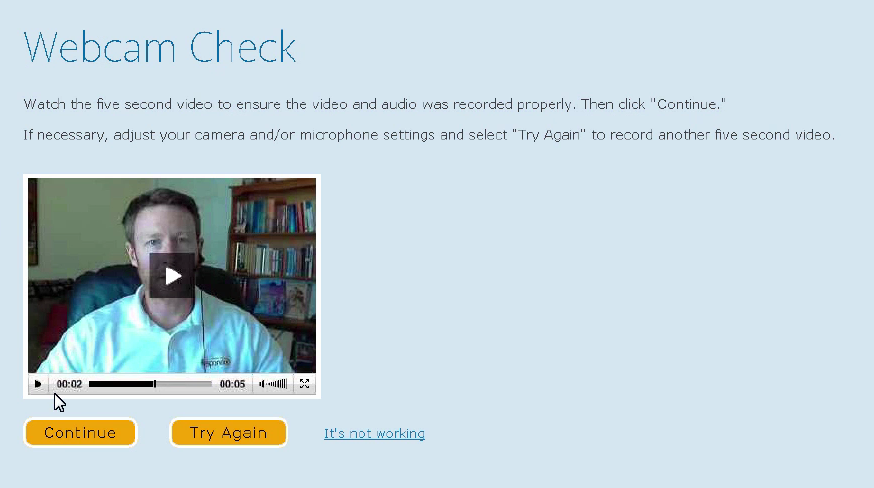 Webcam Check
Watch the five second video to ensure the video and audio was recorded properly. Then click "Continue."
If necessary, adjust your camera and/or microphone settings and select "Try Again" to record another five second video.
00:02 00:05
Continue Try Again It's not working